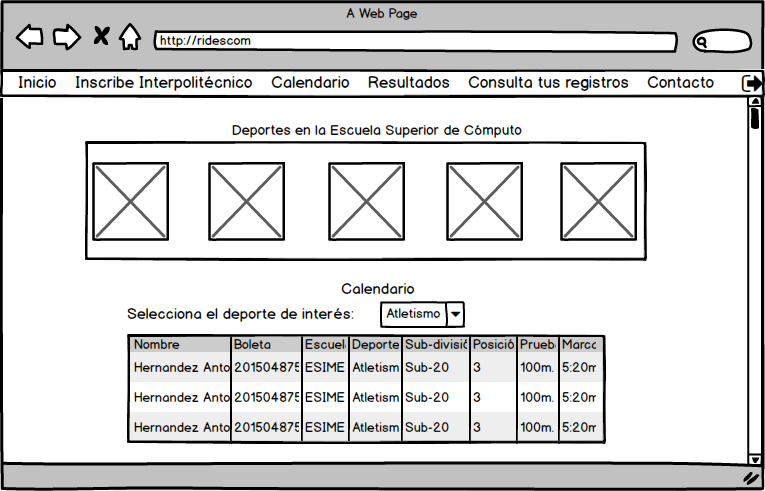 A Web Page
http://ridescom
Inicio Inscribe Interpolitécnico Calendario Resultados Consulta tus registros Contacto
Deportes en la Escuela Superior de Cómputo
Calendario
Selecciona el deporte de interés: Atletismo
Nombre Boleta Escuel Deporte Sub-divisi Posició Prueb Marca
Hernandez Anto 201504875 ESIME Atletism Sub-20 3 100m. 5:20m
Hernandez Anto 201504875 ESIME Atletism Sub-20 3 100m. 5:20m
Hernandez Anto 201504875 ESIME Atletism Sub-20 3 100m. 5:20m